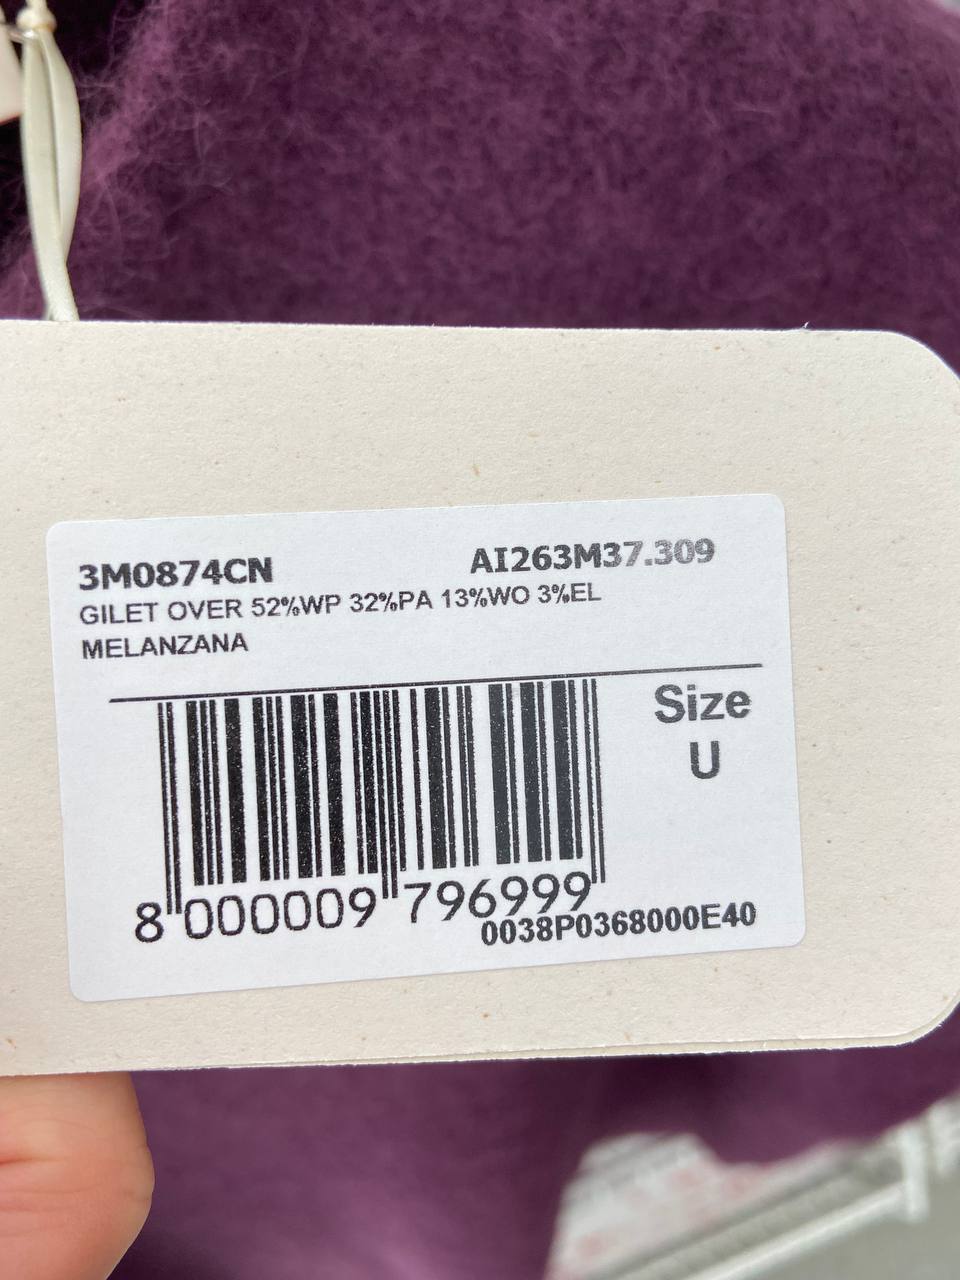 3M0874CN AI263M37.309
GILET OVER 52%WP 32%PA 13%WO 3%EL
MELANZANA
Size
U
8 000009 796999
0038P0368000E40